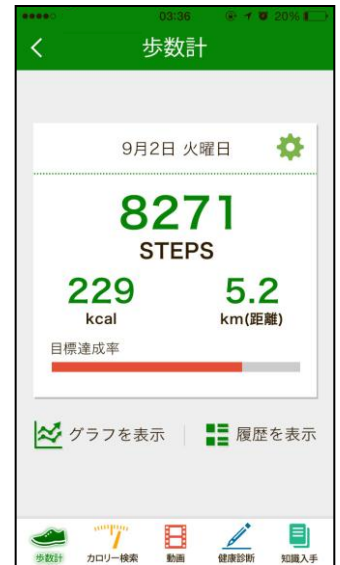 03:36 20%
歩数計
9月2日 火曜日
8271
STEPS
229 5.2
kcal km(距離)
目標達成率
グラフを表示 履歴を表示
歩数計 カロリー検索 動画 健康診断 知識入手